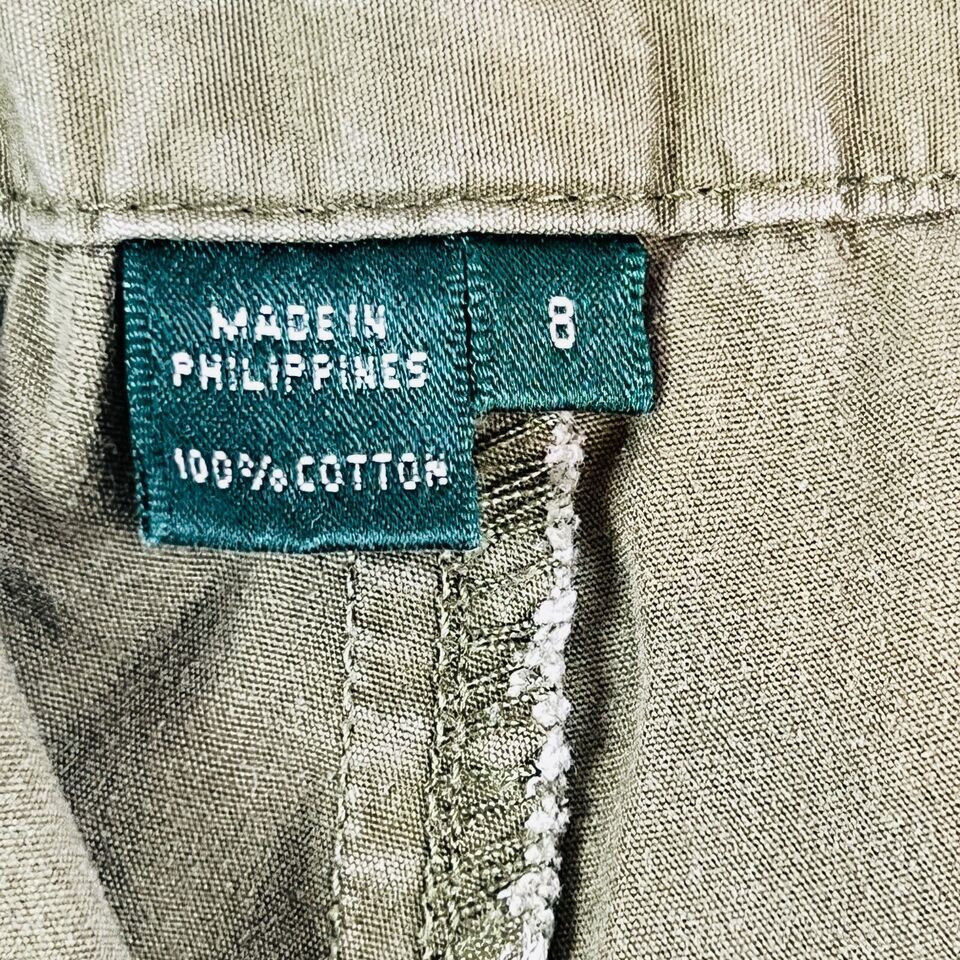 MADE IN
PHILIPPINES
100% COTTON
8